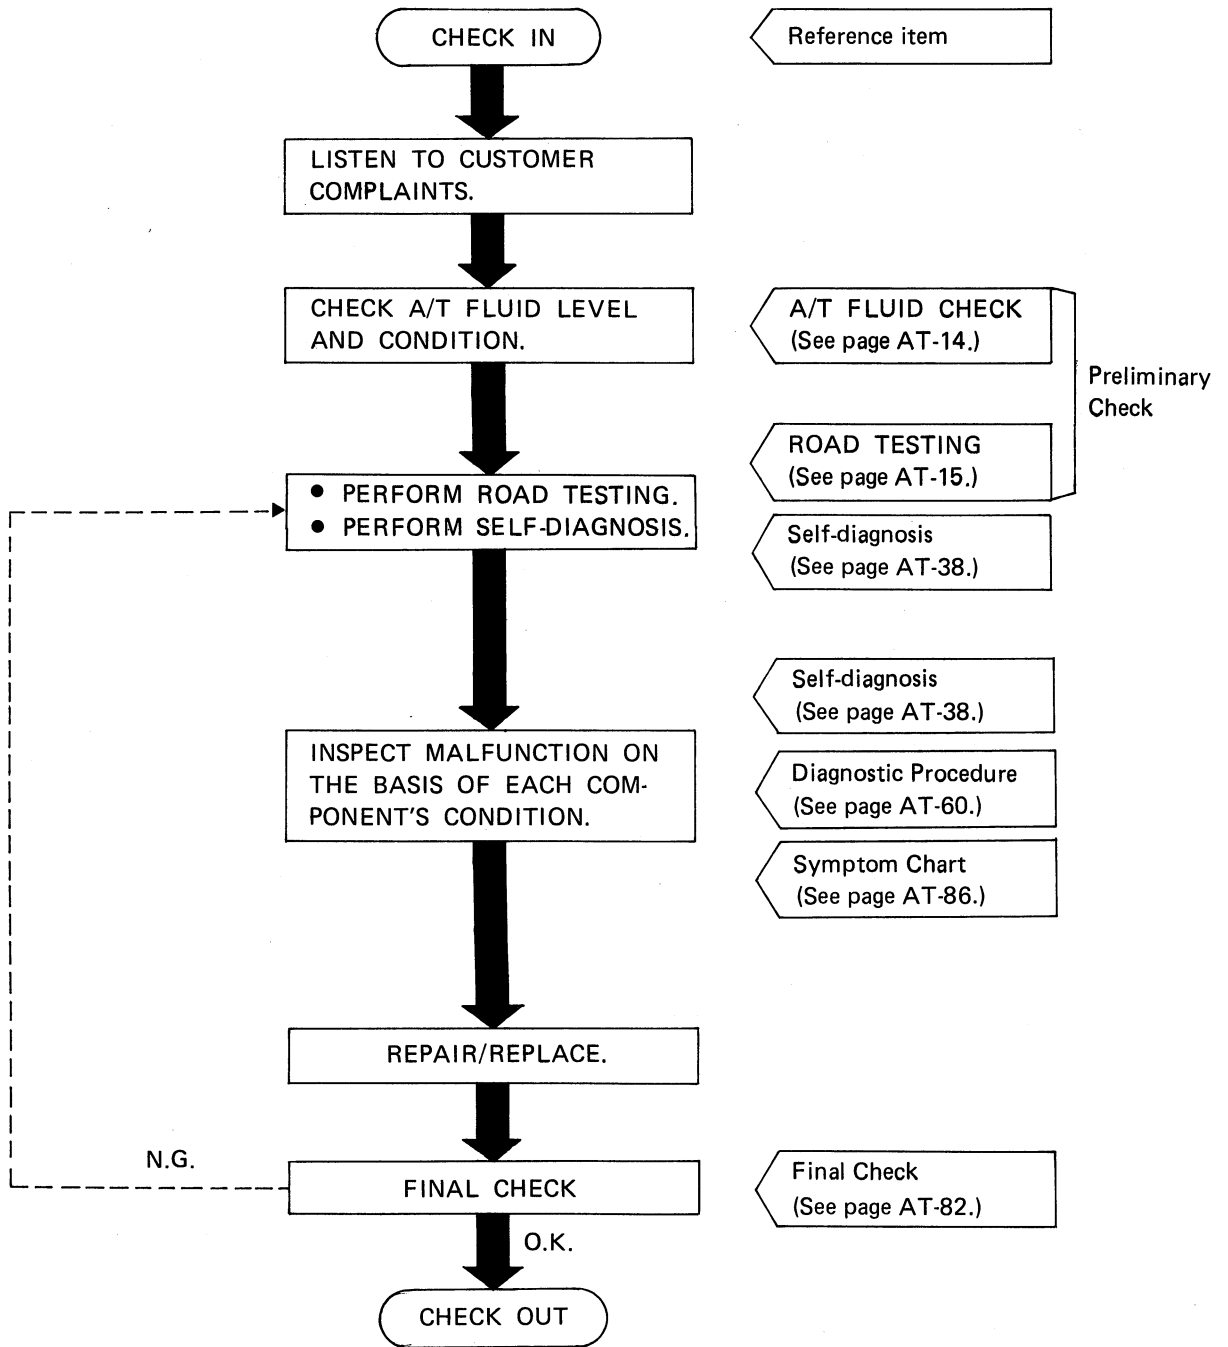 CHECK IN
Reference item
LISTEN TO CUSTOMER
COMPLAINTS.
CHECK A/T FLUID LEVEL
AND CONDITION.
A/T FLUID CHECK
(See page AT-14.)
Preliminary
Check
ROAD TESTING
(See page AT-15.)
● PERFORM ROAD TESTING.
● PERFORM SELF-DIAGNOSIS.
Self-diagnosis
(See page AT-38.)
Self-diagnosis
(See page AT-38.)
INSPECT MALFUNCTION ON
THE BASIS OF EACH COM-
PONENT'S CONDITION.
Diagnostic Procedure
(See page AT-60.)
Symptom Chart
(See page AT-86.)
REPAIR/REPLACE.
N.G.
FINAL CHECK
Final Check
(See page AT-82.)
O.K.
CHECK OUT